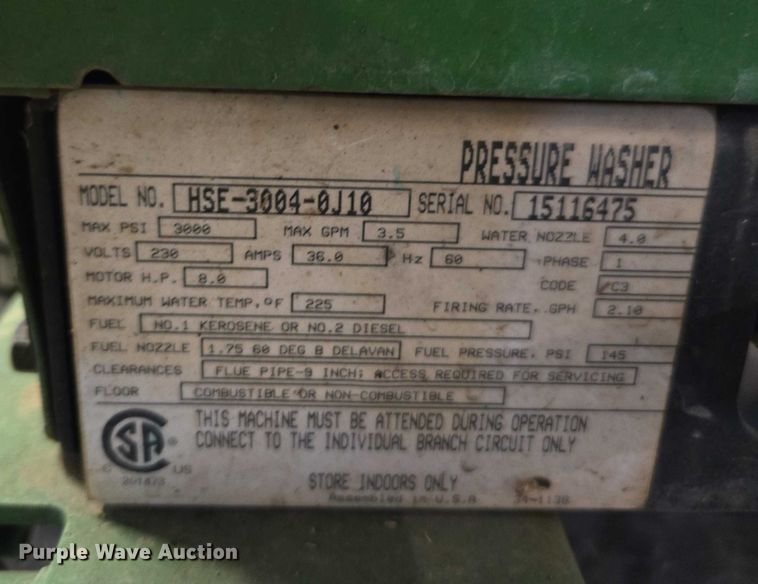 PRESSURE WASHER
MODEL NO. HSE-3004-0J10 SERIAL NO. 15116475
MAX PSI 3000 MAX GPM 3.5 WATER NOZZLE 4.0
VOLTS 230 AMPS 36.0 Hz 60 PHASE 1
MOTOR H.P. 8.0 CODE C3
MAXIMUM WATER TEMP, °F 225 FIRING RATE, GPH 2.10
FUEL NO.1 KEROSENE OR NO.2 DIESEL
FUEL NOZZLE 1.75 60 DEG B DELAVAN FUEL PRESSURE, PSI 145
CLEARANCES FLUE PIPE-9 INCH; ACCESS REQUIRED FOR SERVICING
FLOOR COMBUSTIBLE OR NON-COMBUSTIBLE
THIS MACHINE MUST BE ATTENDED DURING OPERATION
CONNECT TO THE INDIVIDUAL BRANCH CIRCUIT ONLY
CSA ®
C US
201473
STORE INDOORS ONLY
Assembled in U.S.A 34-1138
Purple Wave Auction